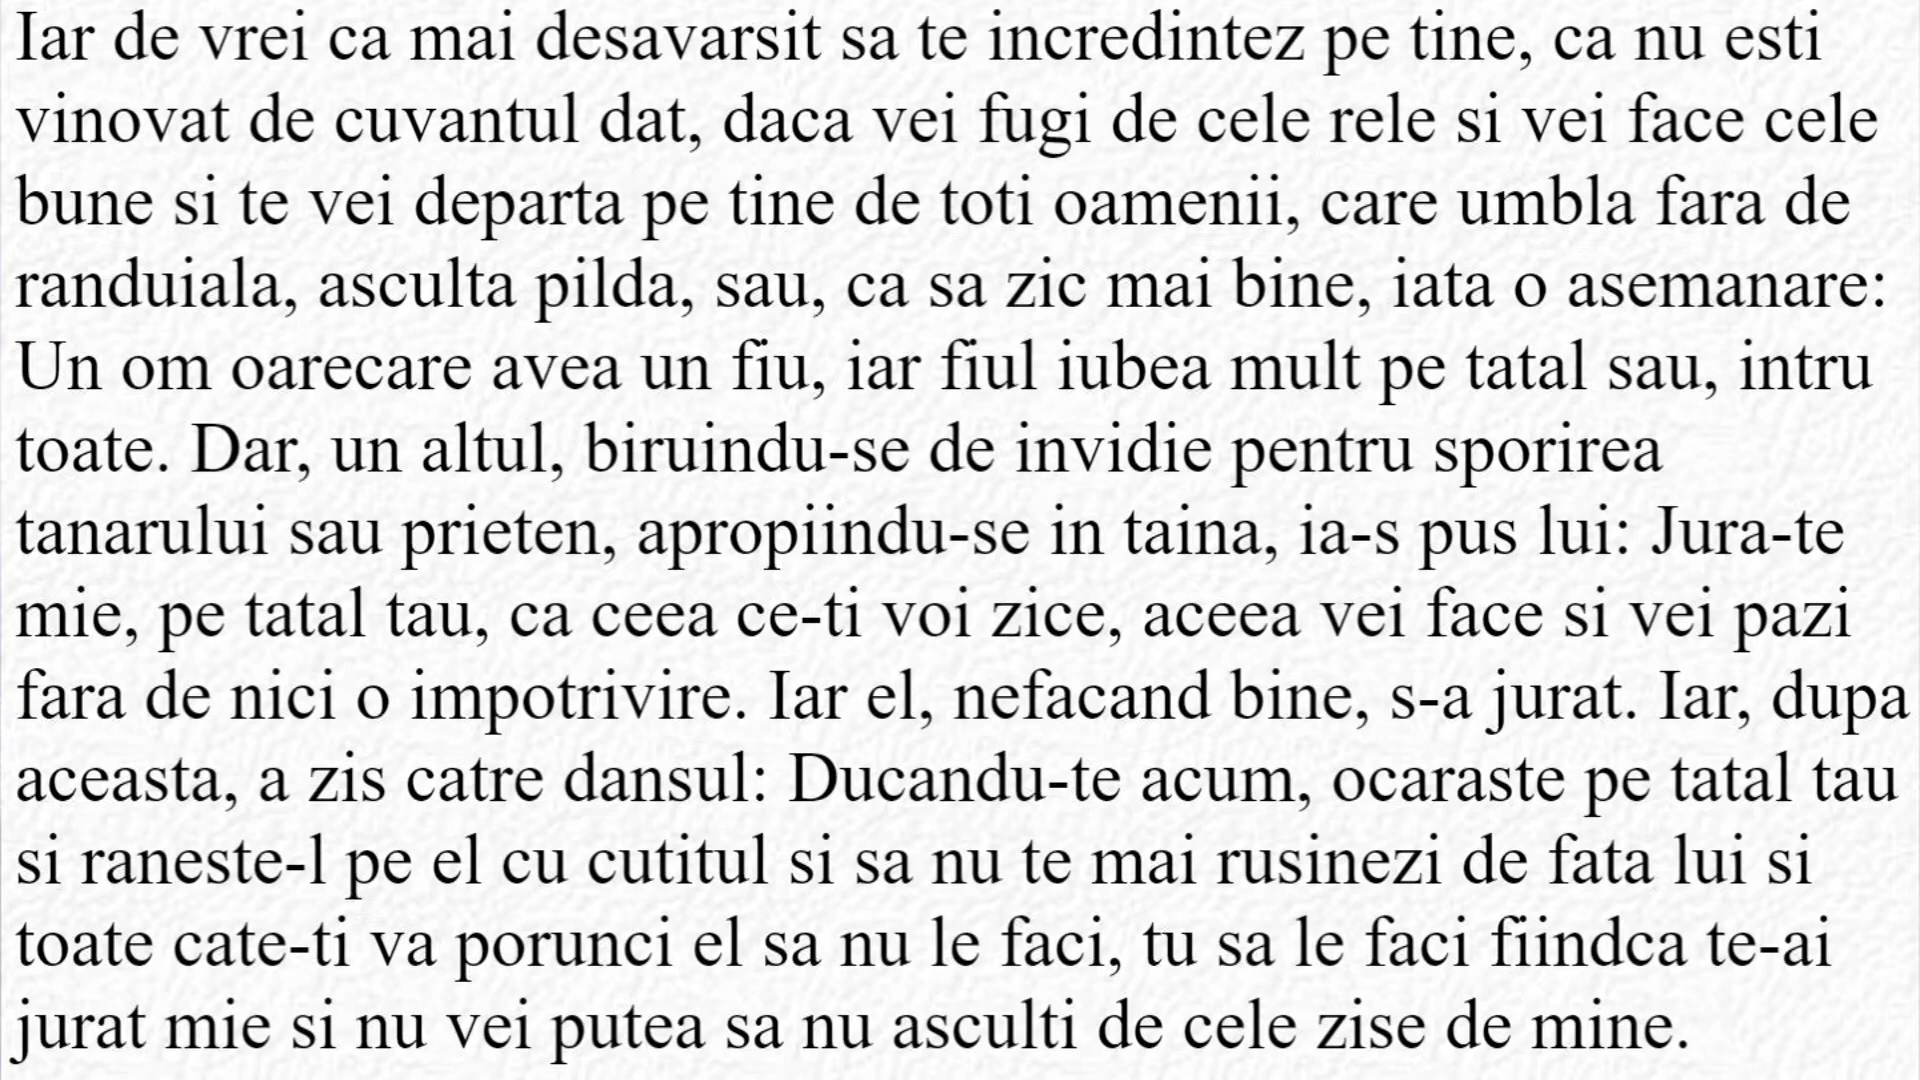 Iar de vrei ca mai desavarsit sa te incredintez pe tine, ca nu esti
vinovat de cuvantul dat, daca vei fugi de cele rele si vei face cele
bune si te vei departa pe tine de toti oamenii, care umbla fara de
randuiala, asculta pilda, sau, ca sa zic mai bine, iata o asemanare:
Un om oarecare avea un fiu, iar fiul iubea mult pe tatal sau, intru
toate. Dar, un altul, biruindu-se de invidie pentru sporirea
tanarului sau prieten, apropiindu-se in taina, ia-s pus lui: Jura-te
mie, pe tatal tau, ca ceea ce-ti voi zice, aceea vei face si vei pazi
fara de nici o impotrivire. Iar el, nefacand bine, s-a jurat. Iar, dupa
aceasta, a zis catre dansul: Ducandu-te acum, ocaraste pe tatal tau
si raneste-l pe el cu cutitul si sa nu te mai rusinezi de fata lui si
toate cate-ti va porunci el sa nu le faci, tu sa le faci fiindca te-ai
jurat mie si nu vei putea sa nu asculti de cele zise de mine.